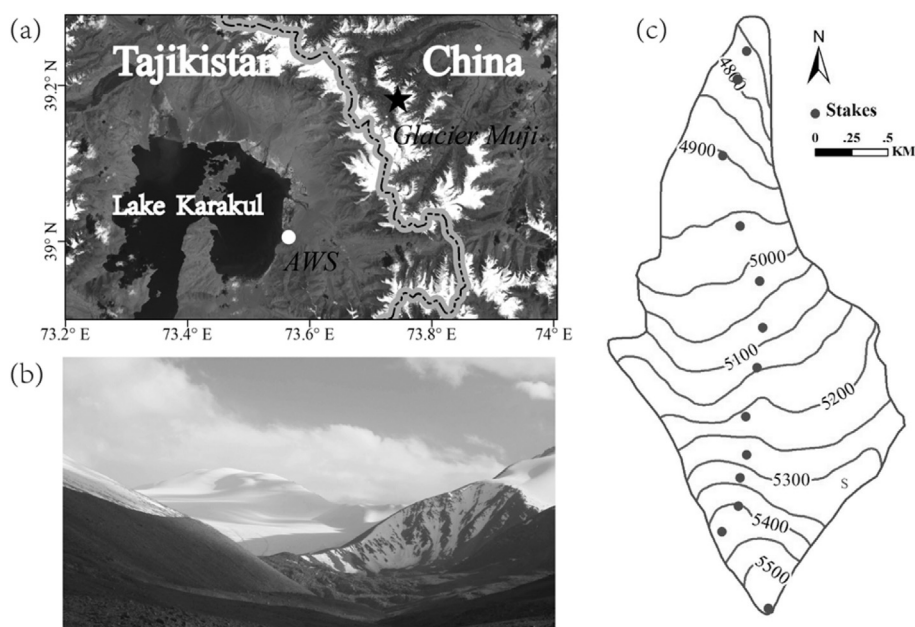 (a)
Tajikistan
China
Glacier Muji
Lake Karakul
AWS
39.2° N
39° N
73.2° E
73.4° E
73.6° E
73.8° E
74° E
(b)
(c)
N
Stakes
0 .25 .5
KM
4800
4900
5000
5100
5200
5300
S
5400
5500